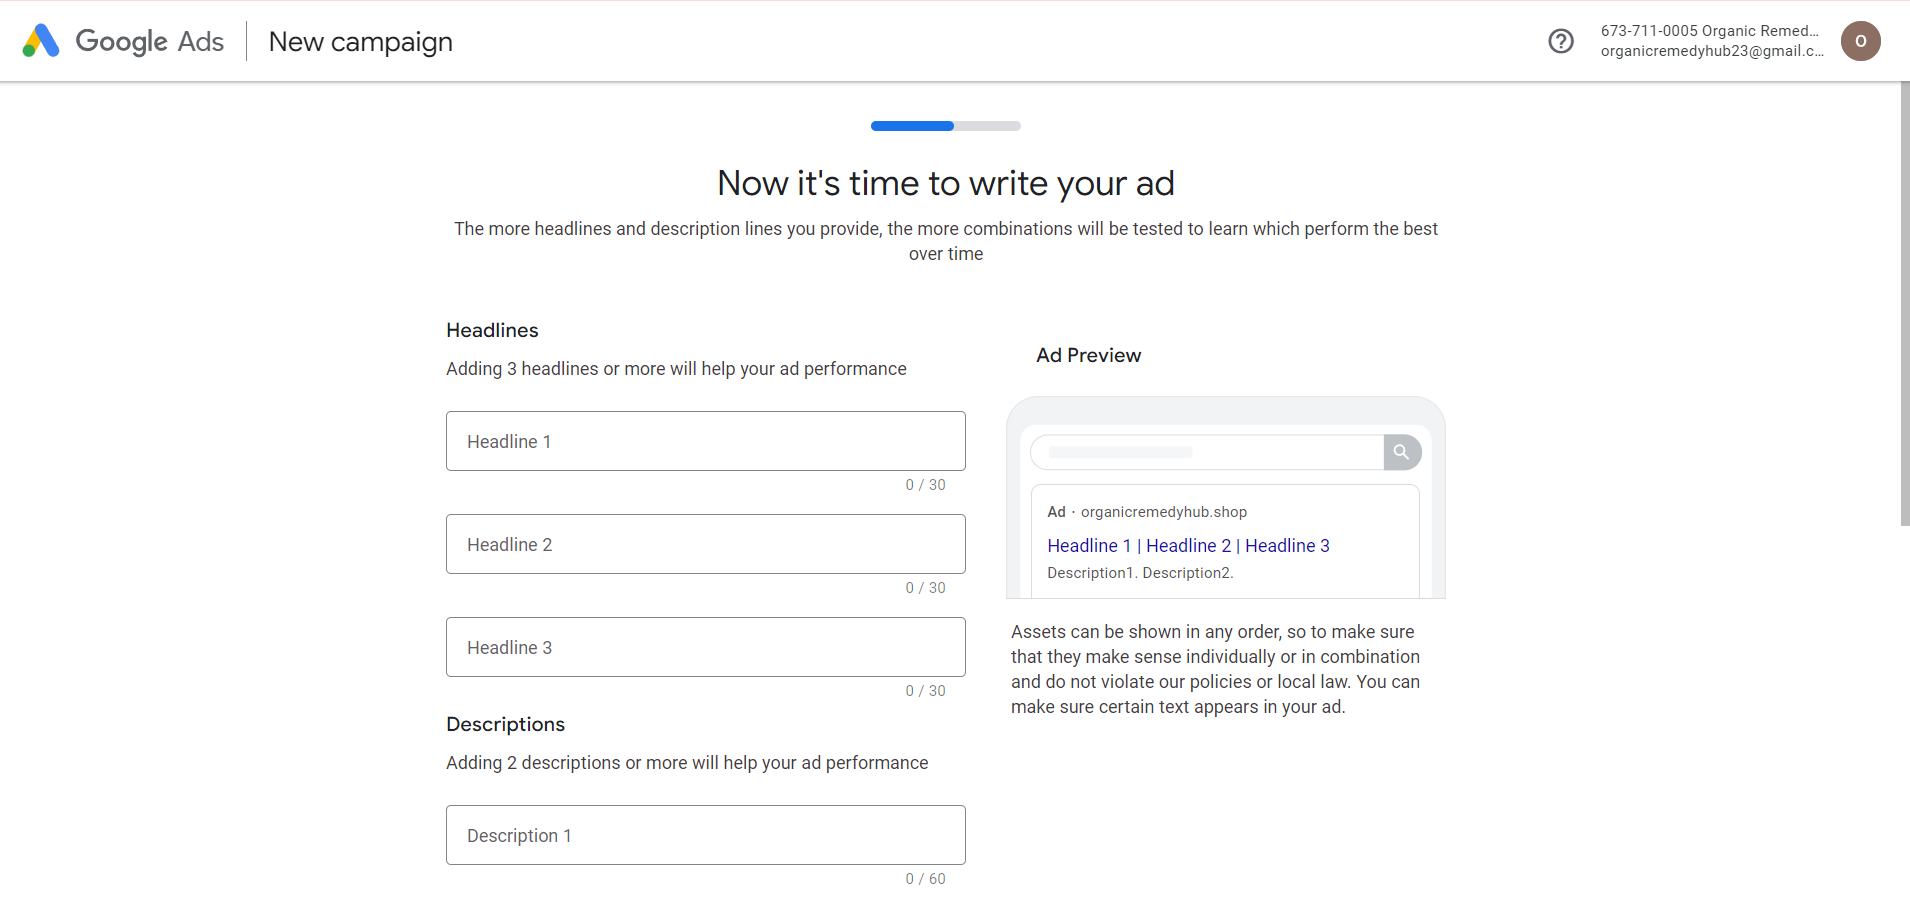 Google Ads
New campaign
673-711-0005 Organic Remed...
organicremedyhub23@gmail.c...
O
Now it's time to write your ad
The more headlines and description lines you provide, the more combinations will be tested to learn which perform the best
over time
Headlines
Adding 3 headlines or more will help your ad performance
Headline 1
0 / 30
Headline 2
0 / 30
Headline 3
0 / 30
Descriptions
Adding 2 descriptions or more will help your ad performance
Description 1
0 / 60
Ad Preview
Ad · organicremedyhub.shop
Headline 1 | Headline 2 | Headline 3
Description1. Description2.
Assets can be shown in any order, so to make sure
that they make sense individually or in combination
and do not violate our policies or local law. You can
make sure certain text appears in your ad.